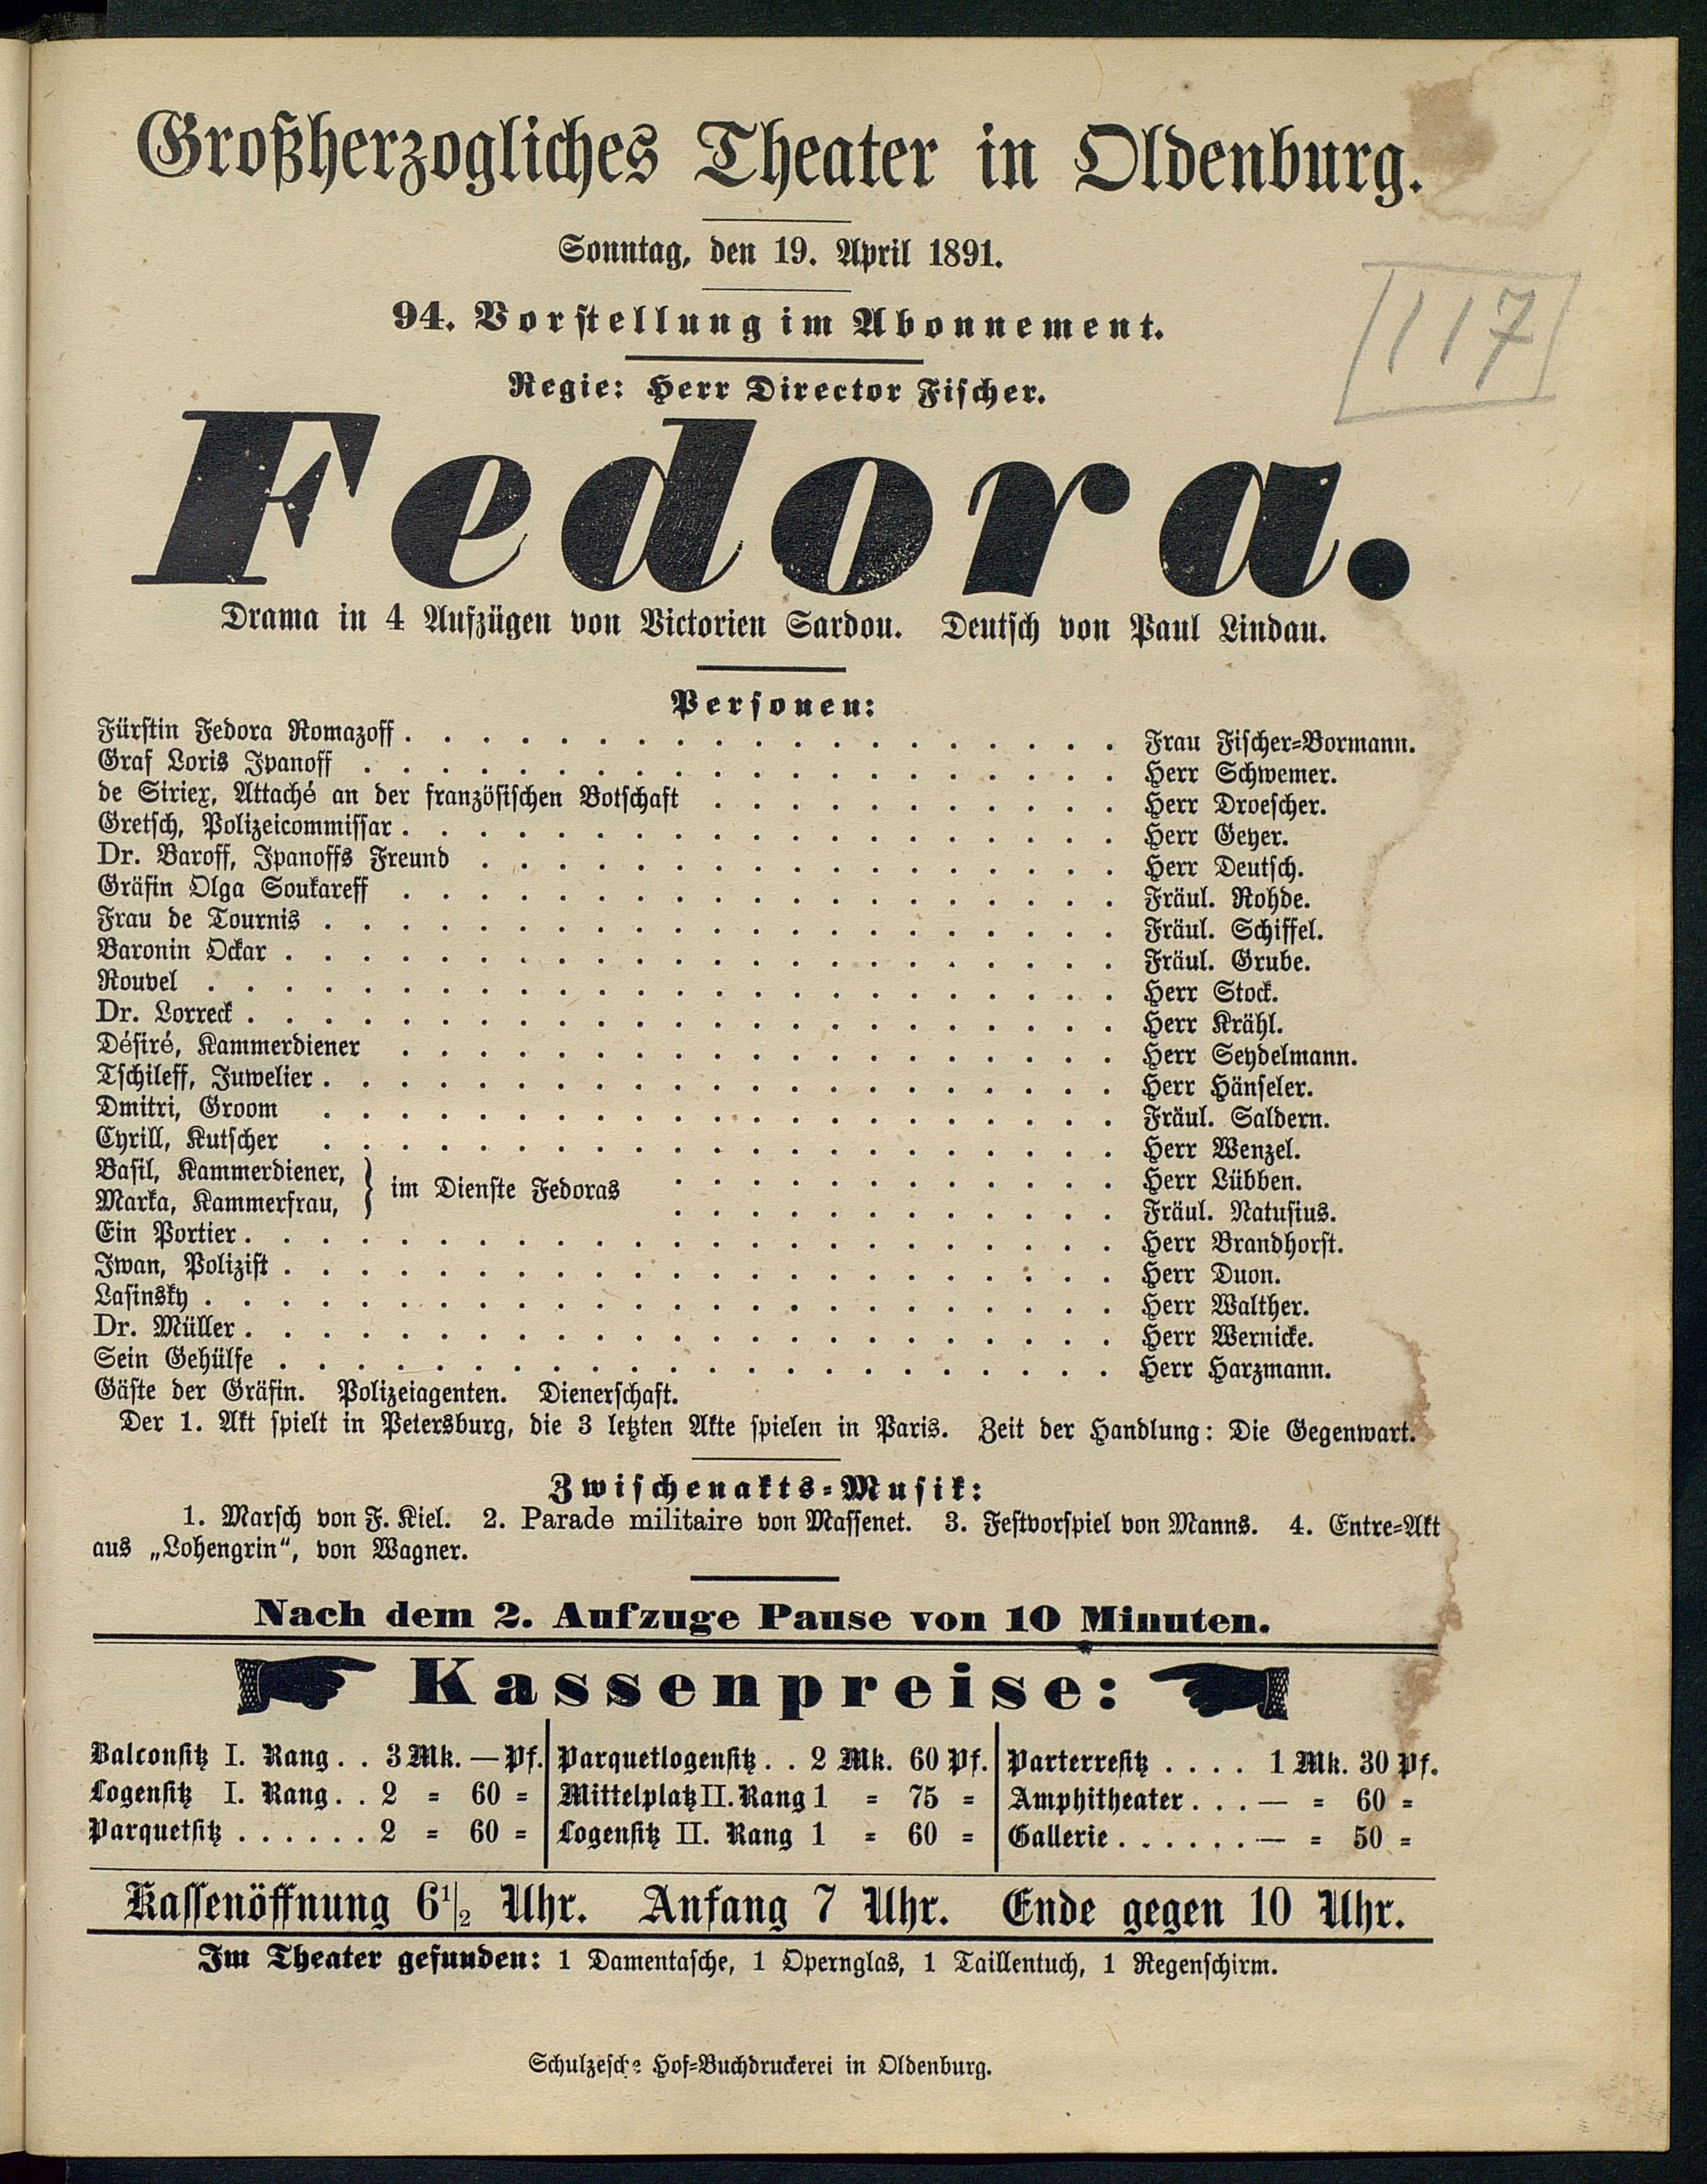 Großherzogliches Theater in Oldenburg.
Sonntag, den 19. April 1891.
117
94. Vorstellung im Abonnement.
Regie: Herr Director Fischer.
Fedora.
Drama in 4 Aufzügen von Victorien Sardou. Deutsch von Paul Lindau.
Personen:
Fürstin Fedora Romazoff . . . . . . . . . . Frau Fischer-Bormann.
Graf Loris Ipanoff . . . . . . . . . . Herr Schwemer.
de Siriex, Attaché an der französischen Botschaft . . . . . . . . . . Herr Droescher.
Gretsch, Polizeicommissar . . . . . . . . . . Herr Geyer.
Dr. Baroff, Ipanoffs Freund . . . . . . . . . . Herr Deutsch.
Gräfin Olga Soukareff . . . . . . . . . . Fräul. Rohde.
Frau de Tournis . . . . . . . . . . Fräul. Schiffel.
Baronin Ockar . . . . . . . . . . Fräul. Grube.
Rouvel . . . . . . . . . . Herr Stock.
Dr. Lorreck . . . . . . . . . . Herr Krähl.
Désiré, Kammerdiener . . . . . . . . . . Herr Seydelmann.
Tschileff, Juwelier . . . . . . . . . . Herr Hänseler.
Dmitri, Groom . . . . . . . . . . Fräul. Saldern.
Cyrill, Kutscher . . . . . . . . . . Herr Wenzel.
Basil, Kammerdiener, } im Dienste Fedoras . . . . . . . . . . Herr Lübben.
Marka, Kammerfrau, . . . . . . . . . . Fräul. Natusius.
Ein Portier . . . . . . . . . . Herr Brandhorst.
Iwan, Polizist . . . . . . . . . . Herr Duon.
Lasinsky . . . . . . . . . . Herr Walther.
Dr. Müller . . . . . . . . . . Herr Wernicke.
Sein Gehülfe . . . . . . . . . . Herr Harzmann.
Gäste der Gräfin. Polizeiagenten. Dienerschaft.
Der 1. Akt spielt in Petersburg, die 3 letzten Akte spielen in Paris. Zeit der Handlung: Die Gegenwart.
Zwischenakts-Musik:
1. Marsch von F. Kiel. 2. Parade militaire von Massenet. 3. Festvorspiel von Manns. 4. Entre-Akt
aus „Lohengrin“, von Wagner.
Nach dem 2. Aufzuge Pause von 10 Minuten.
Kassenpreise:
Balconsitz I. Rang . . 3 Mk. — Pf. Parquetlogensitz . . 2 Mk. 60 Pf. Parterresitz . . . . 1 Mk. 30 Pf.
Logensitz I. Rang . . 2 = 60 = Mittelplatz II. Rang 1 = 75 = Amphitheater . . . — = 60 =
Parquetsitz . . . . . . 2 = 60 = Logensitz II. Rang 1 = 60 = Gallerie . . . . . . — = 50 =
Kassenöffnung 6 1/2 Uhr. Anfang 7 Uhr. Ende gegen 10 Uhr.
Im Theater gefunden: 1 Damentasche, 1 Opernglas, 1 Taillentuch, 1 Regenschirm.
Schulzesche Hof-Buchdruckerei in Oldenburg.